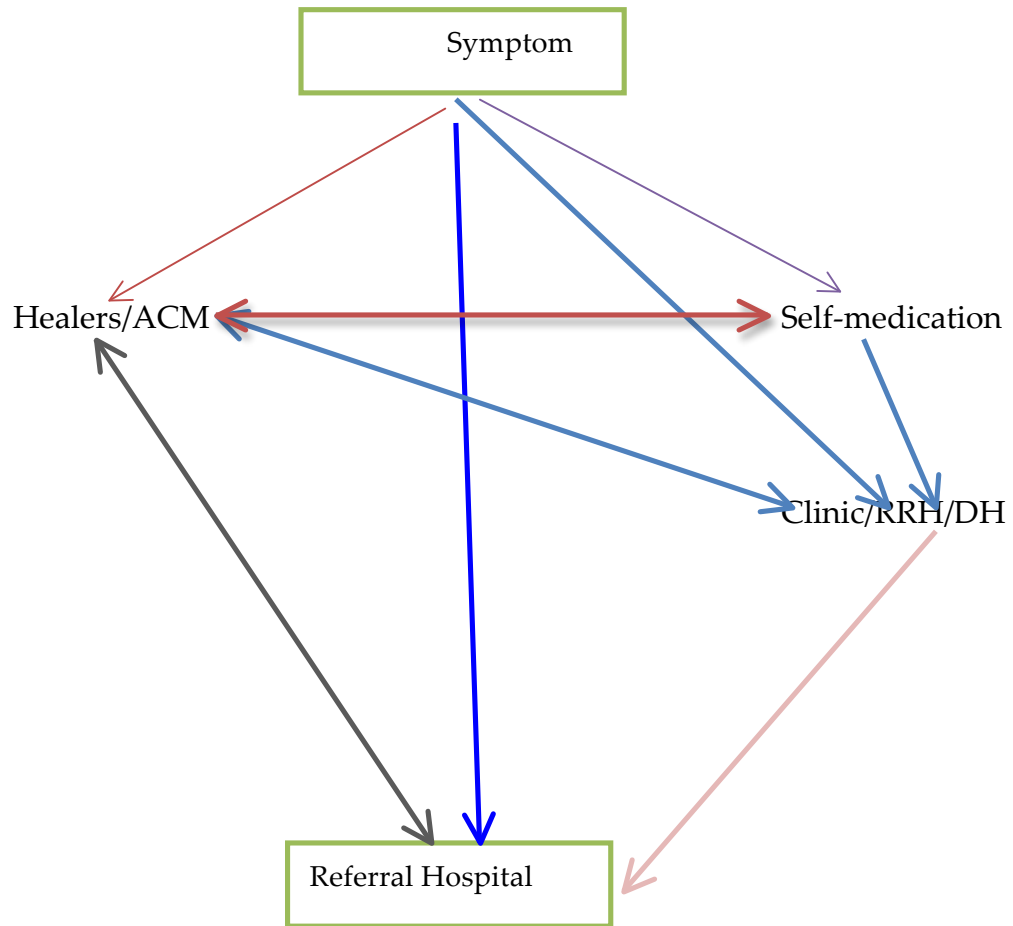 Symptom
Healers/ACM
Self-medication
Clinic/RRH/DH
Referral Hospital